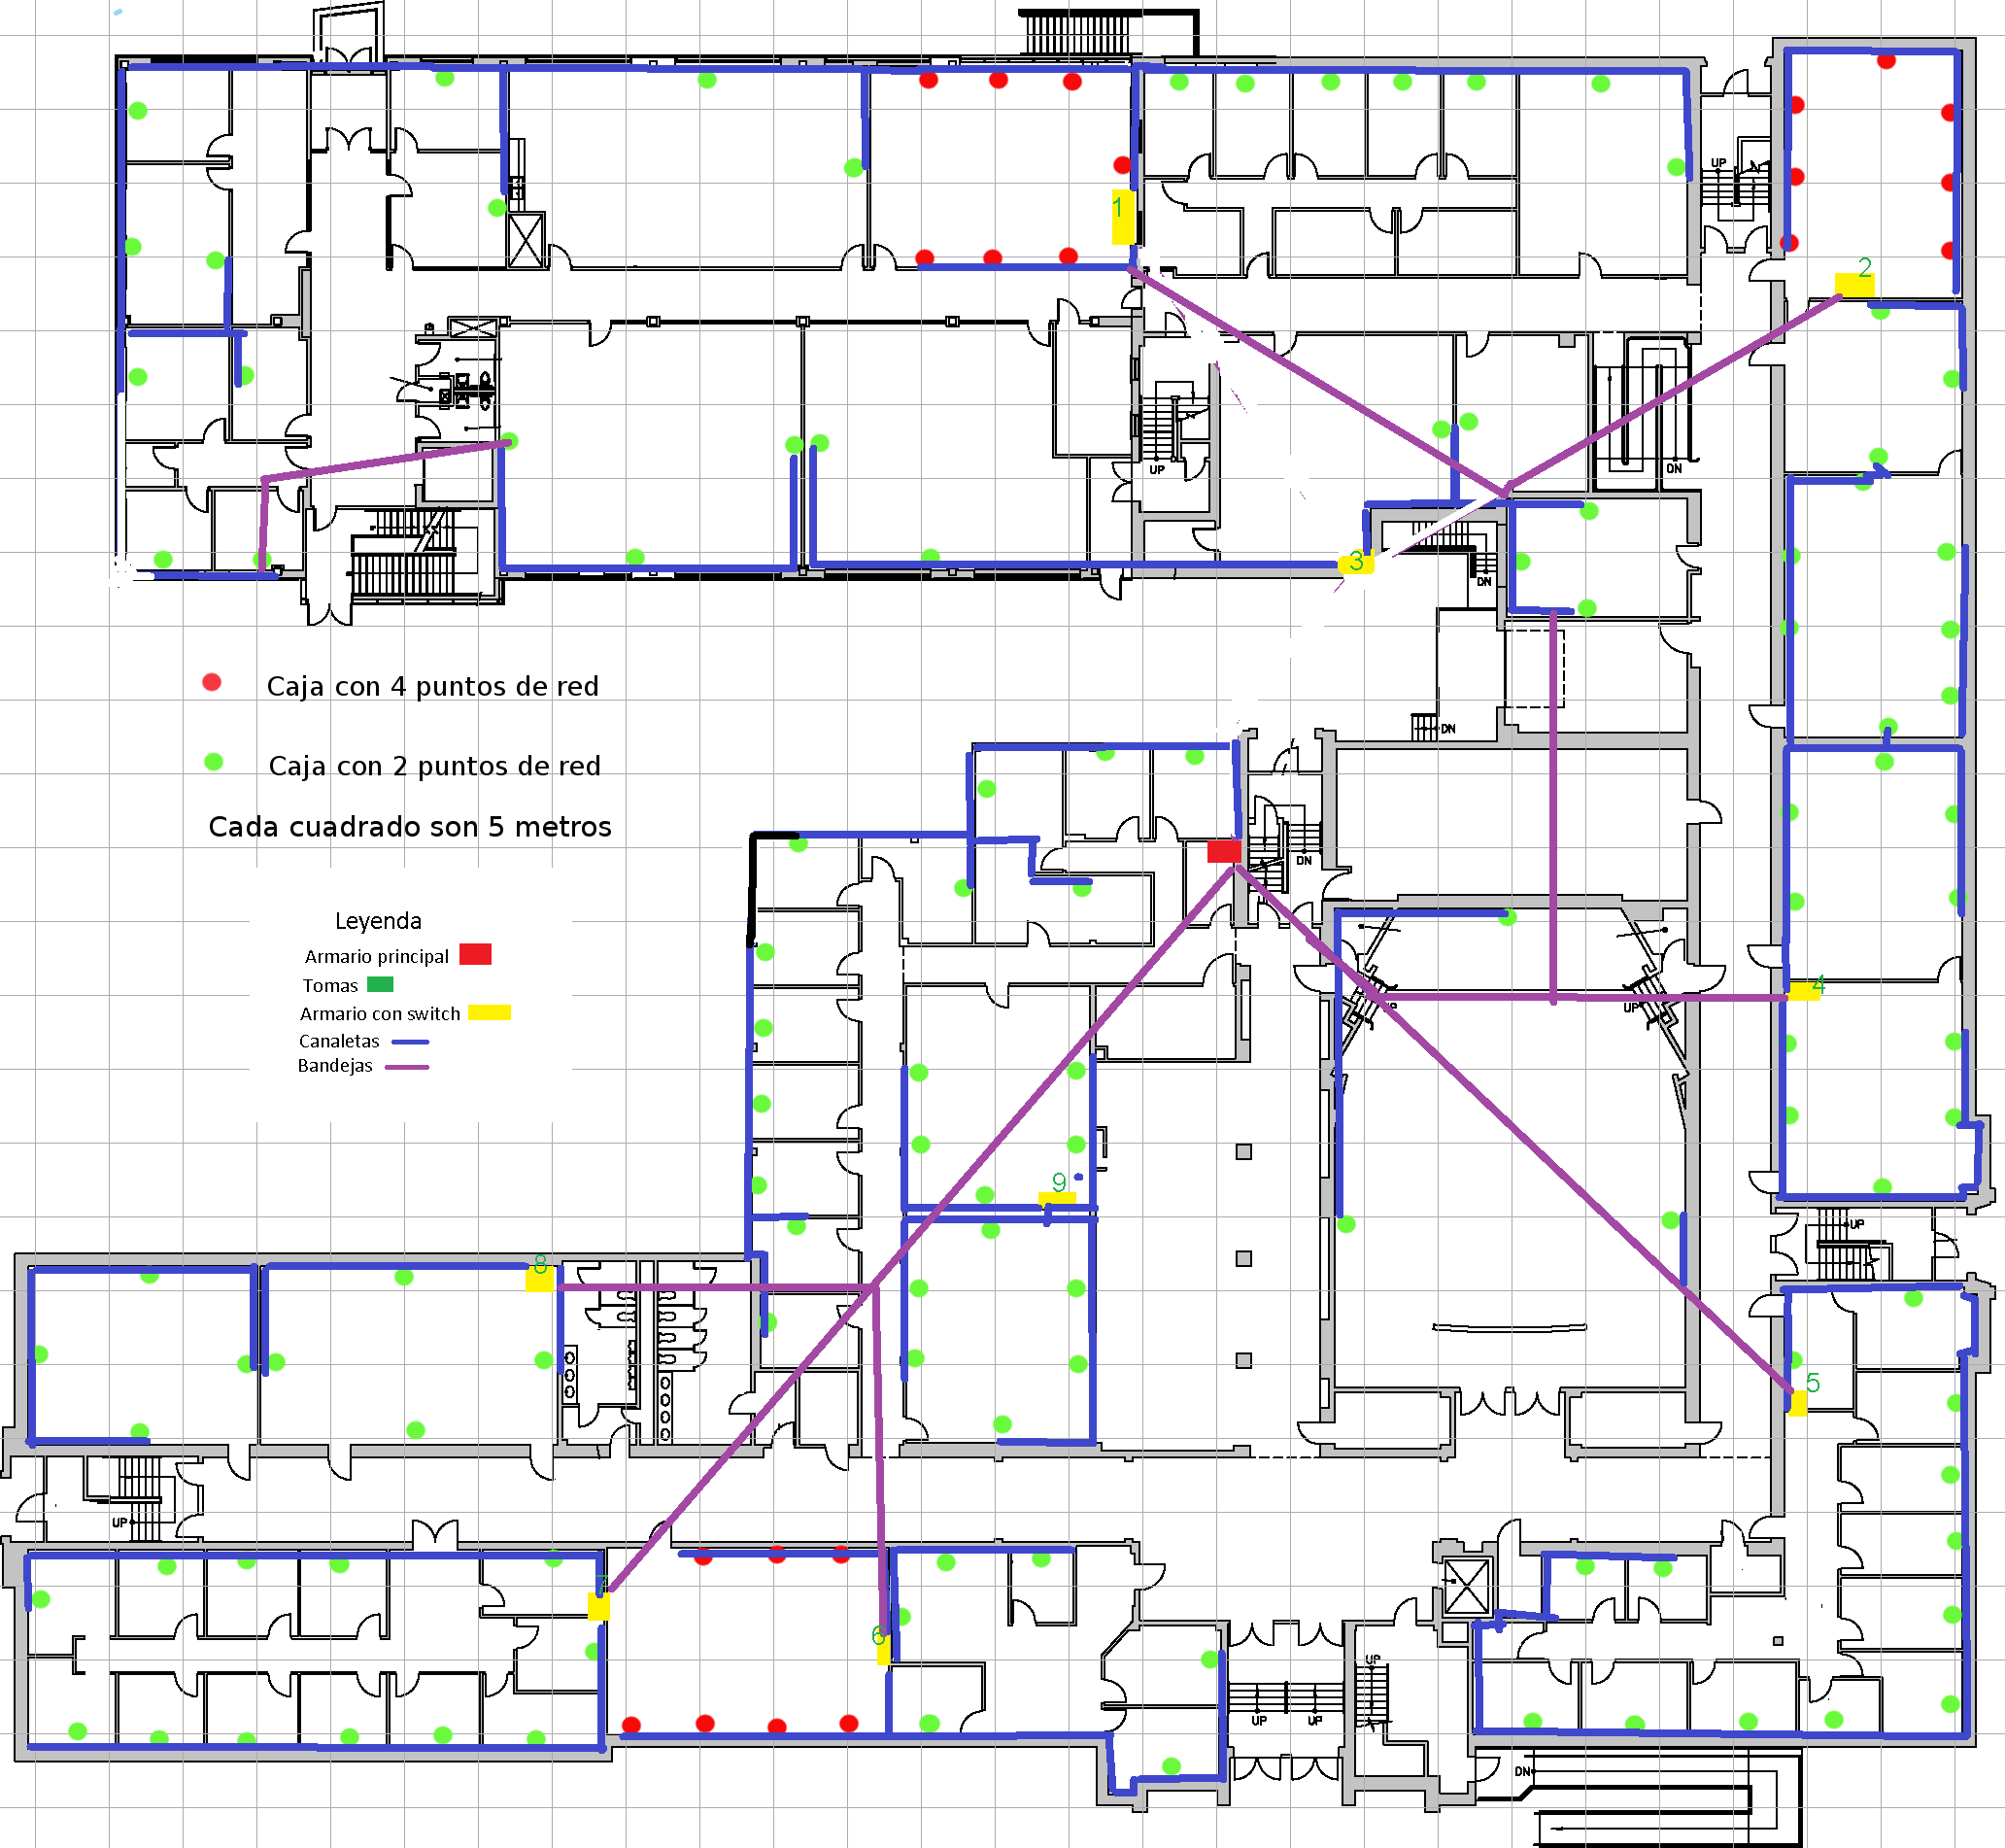 1
UP
2
UP
DN
3
DN
Caja con 4 puntos de red
DN
Caja con 2 puntos de red
Cada cuadrado son 5 metros
DN
Leyenda
Armario principal
Tomas
Armario con switch
Canaletas
Bandejas
4
UP
UP
9
UP
8
5
UP
7
6
UP
UP
UP
DN